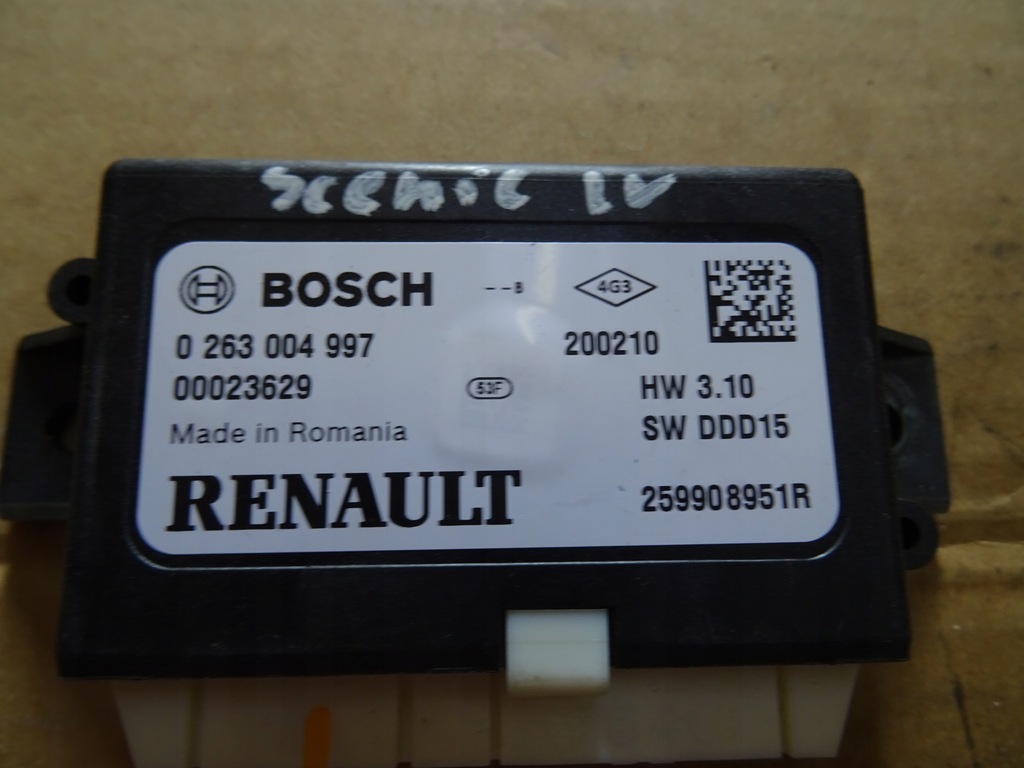 Scenic IV
BOSCH --B 4G3
0 263 004 997 200210
00023629 53F HW 3.10
Made in Romania SW DDD15
RENAULT 259908951R